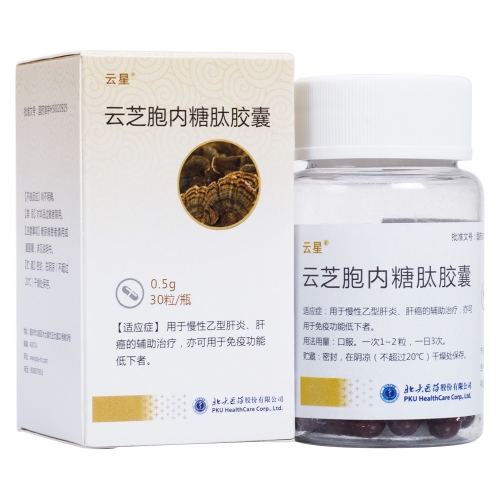 云星®
云芝胞内糖肽胶囊
0.5g
30粒/瓶
【适应症】用于慢性乙型肝炎、肝
癌的辅助治疗，亦可用于免疫功能
低下者。
北大医药股份有限公司
PKU HealthCare Corp., Ltd.
批准文号
云星®
云芝胞内糖肽胶囊
适应症：用于慢性乙型肝炎、肝癌的辅助治疗，亦可
用于免疫功能低下者。
用法用量：口服。一次1~2粒，一日3次。
贮藏：密封，在阴凉（不超过20℃）干燥处保存。
北大医药股份有限公司
PKU HealthCare Corp., Ltd.